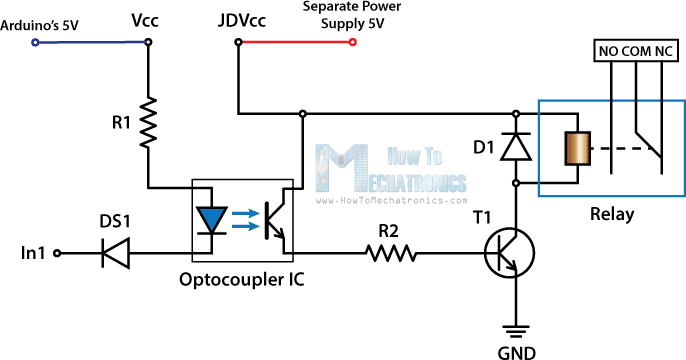 Arduino's 5V
Vcc
JDVcc
Separate Power
Supply 5V
NO COM NC
R1
D1
How To
MECHATRONICS
www.HowToMechatronics.com
Relay
DS1
In1
Optocoupler IC
R2
T1
GND